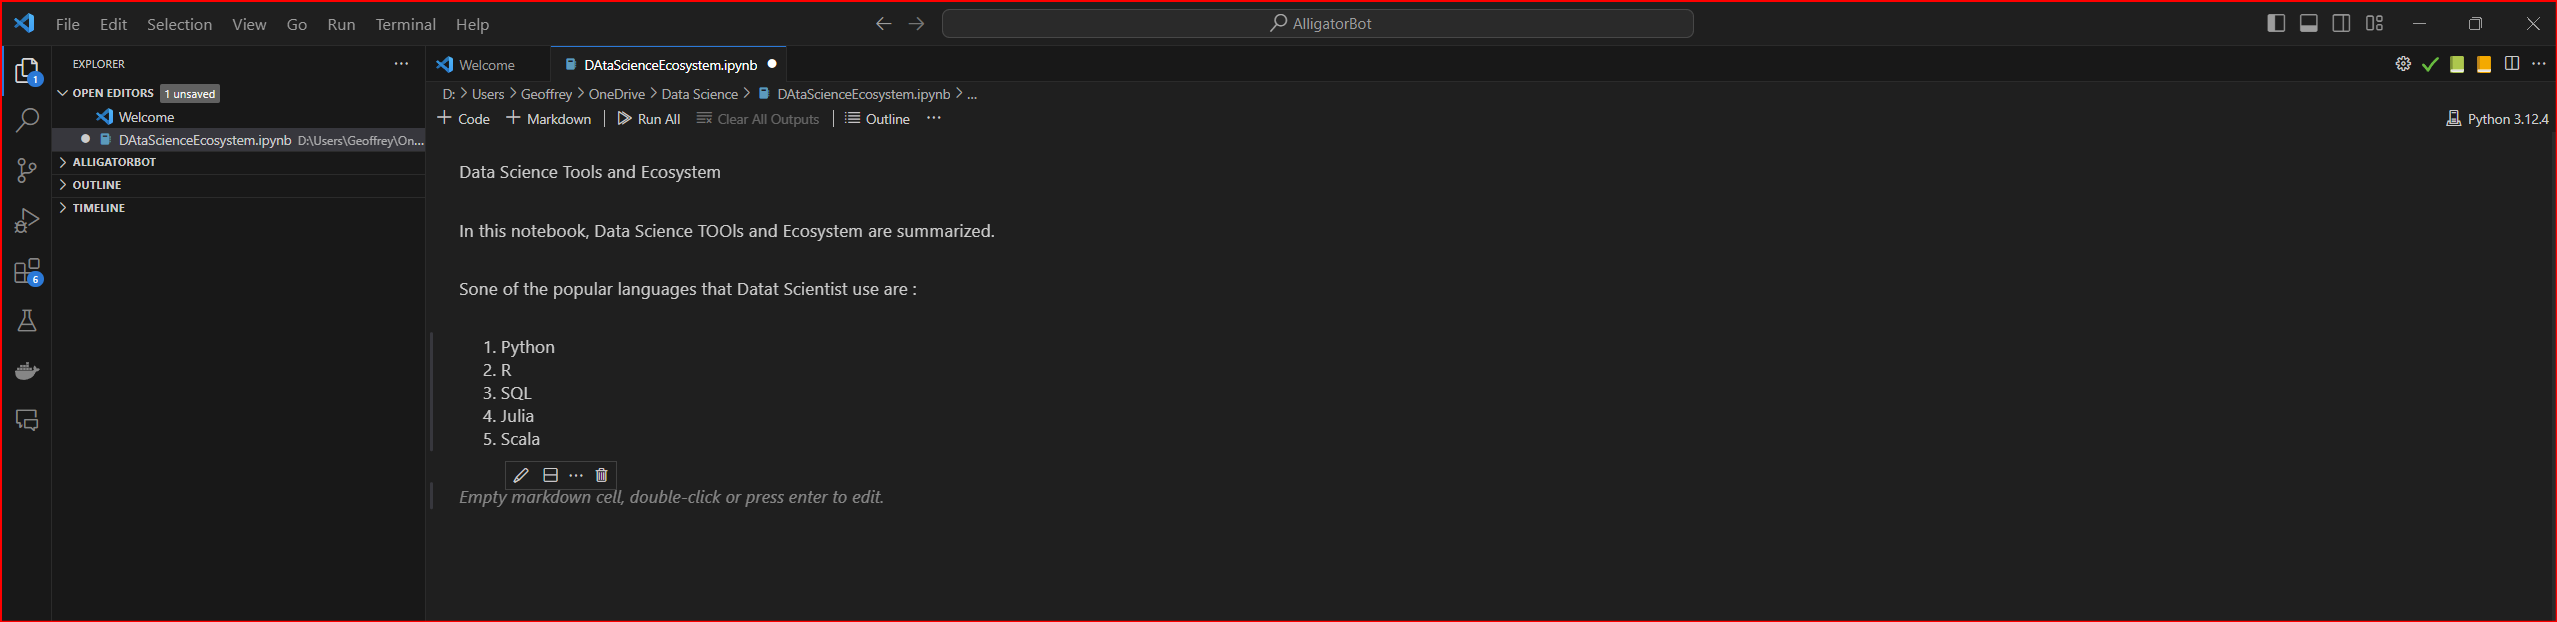 File Edit Selection View Go Run Terminal Help
AlligatorBot
1
EXPLORER
Welcome
DAtaScienceEcosystem.ipynb
OPEN EDITORS 1 unsaved
Welcome
DAtaScienceEcosystem.ipynb D:\Users\Geoffrey\On...
ALLIGATORBOT
OUTLINE
TIMELINE
6
D: > Users > Geoffrey > OneDrive > Data Science > DAtaScienceEcosystem.ipynb > ...
+ Code + Markdown | Run All Clear All Outputs | Outline ...
Python 3.12.4
Data Science Tools and Ecosystem
In this notebook, Data Science TOOls and Ecosystem are summarized.
Sone of the popular languages that Datat Scientist use are :
1. Python
2. R
3. SQL
4. Julia
5. Scala
Empty markdown cell, double-click or press enter to edit.